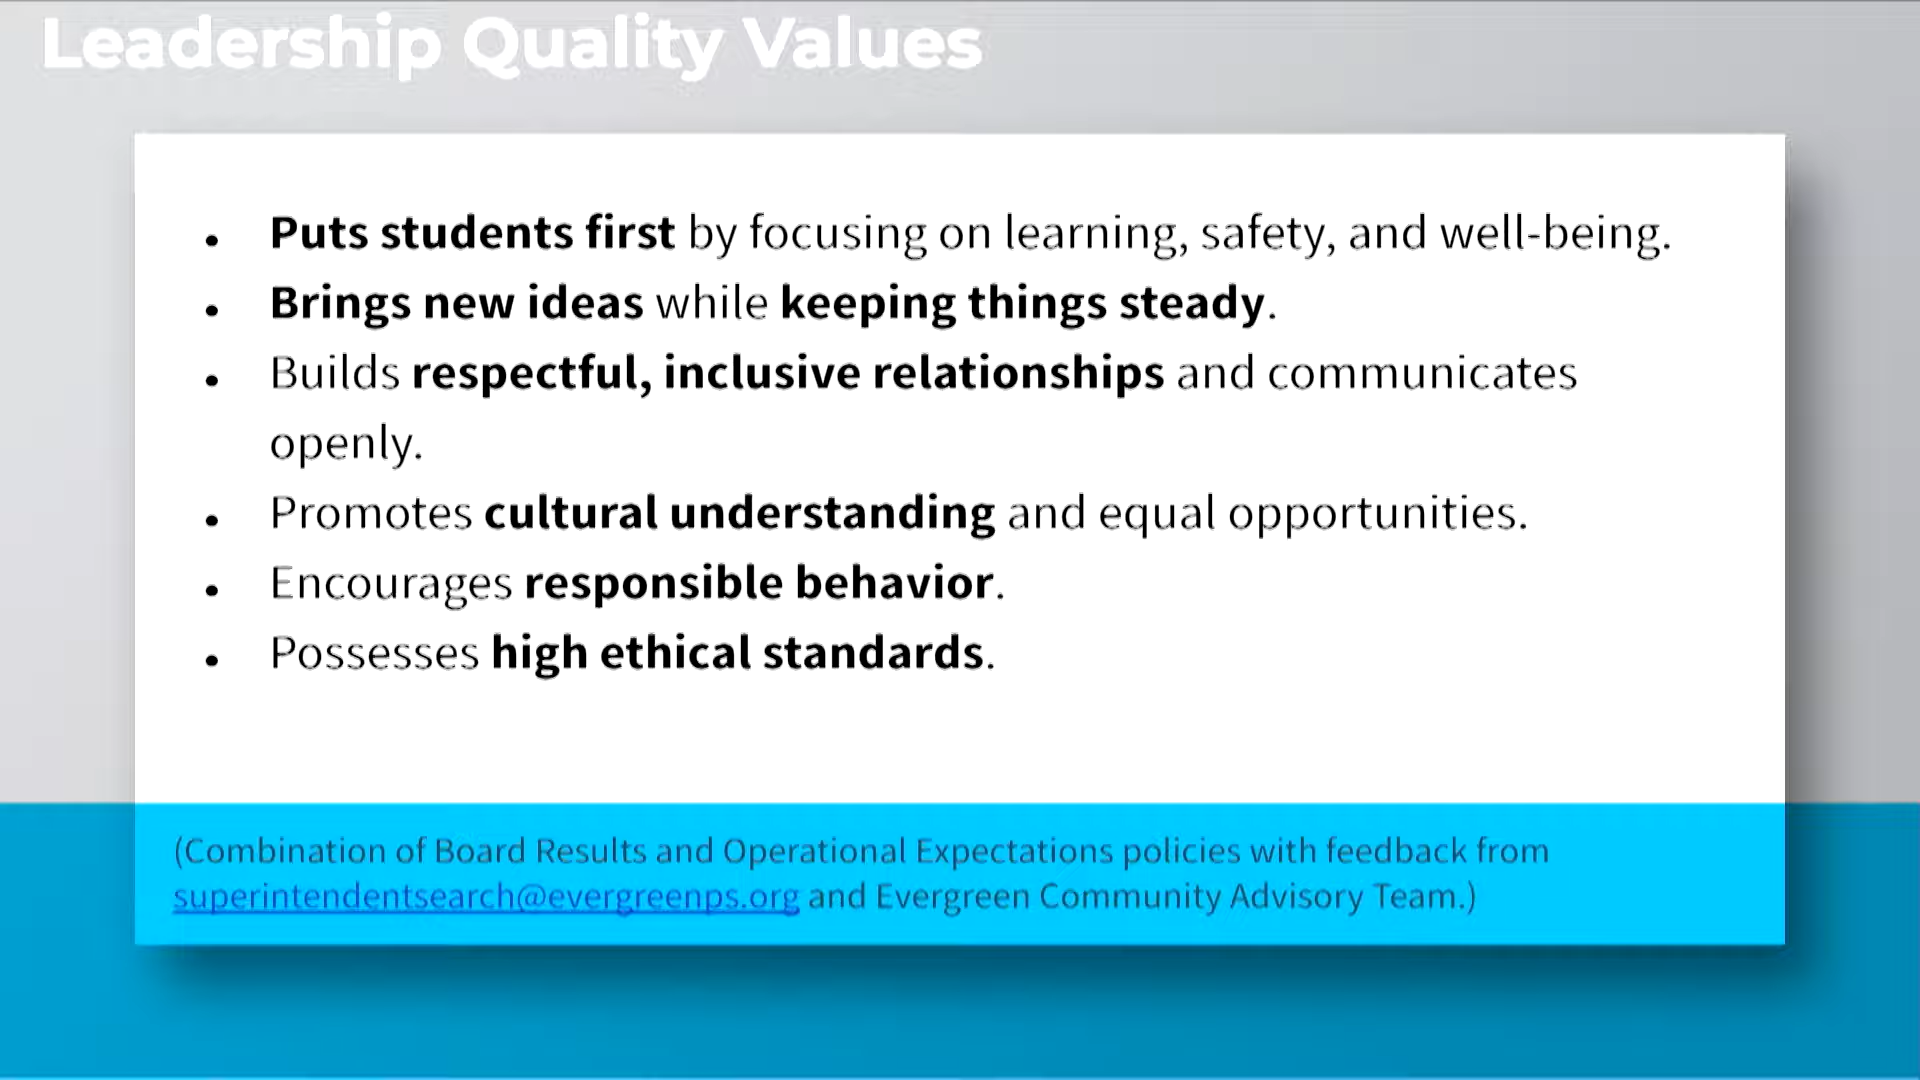 Leadership Quality Values
• Puts students first by focusing on learning, safety, and well-being.
• Brings new ideas while keeping things steady.
• Builds respectful, inclusive relationships and communicates
openly.
• Promotes cultural understanding and equal opportunities.
• Encourages responsible behavior.
• Possesses high ethical standards.
(Combination of Board Results and Operational Expectations policies with feedback from
superintendentsearch@evergreenps.org and Evergreen Community Advisory Team.)